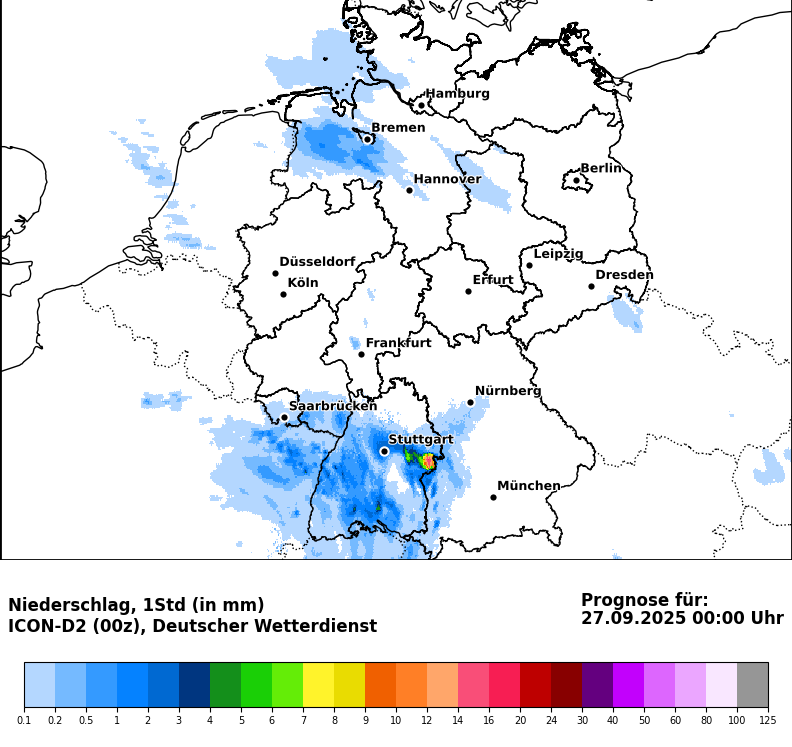 Hamburg
Bremen
Berlin
Hannover
Leipzig
Düsseldorf
Dresden
Köln
Erfurt
Frankfurt
Nürnberg
Saarbrücken
Stuttgart
München
Niederschlag, 1Std (in mm)
ICON-D2 (00z), Deutscher Wetterdienst
Prognose für:
27.09.2025 00:00 Uhr
0.1 0.2 0.5 1 2 3 4 5 6 7 8 9 10 12 14 16 20 24 30 40 50 60 80 100 125